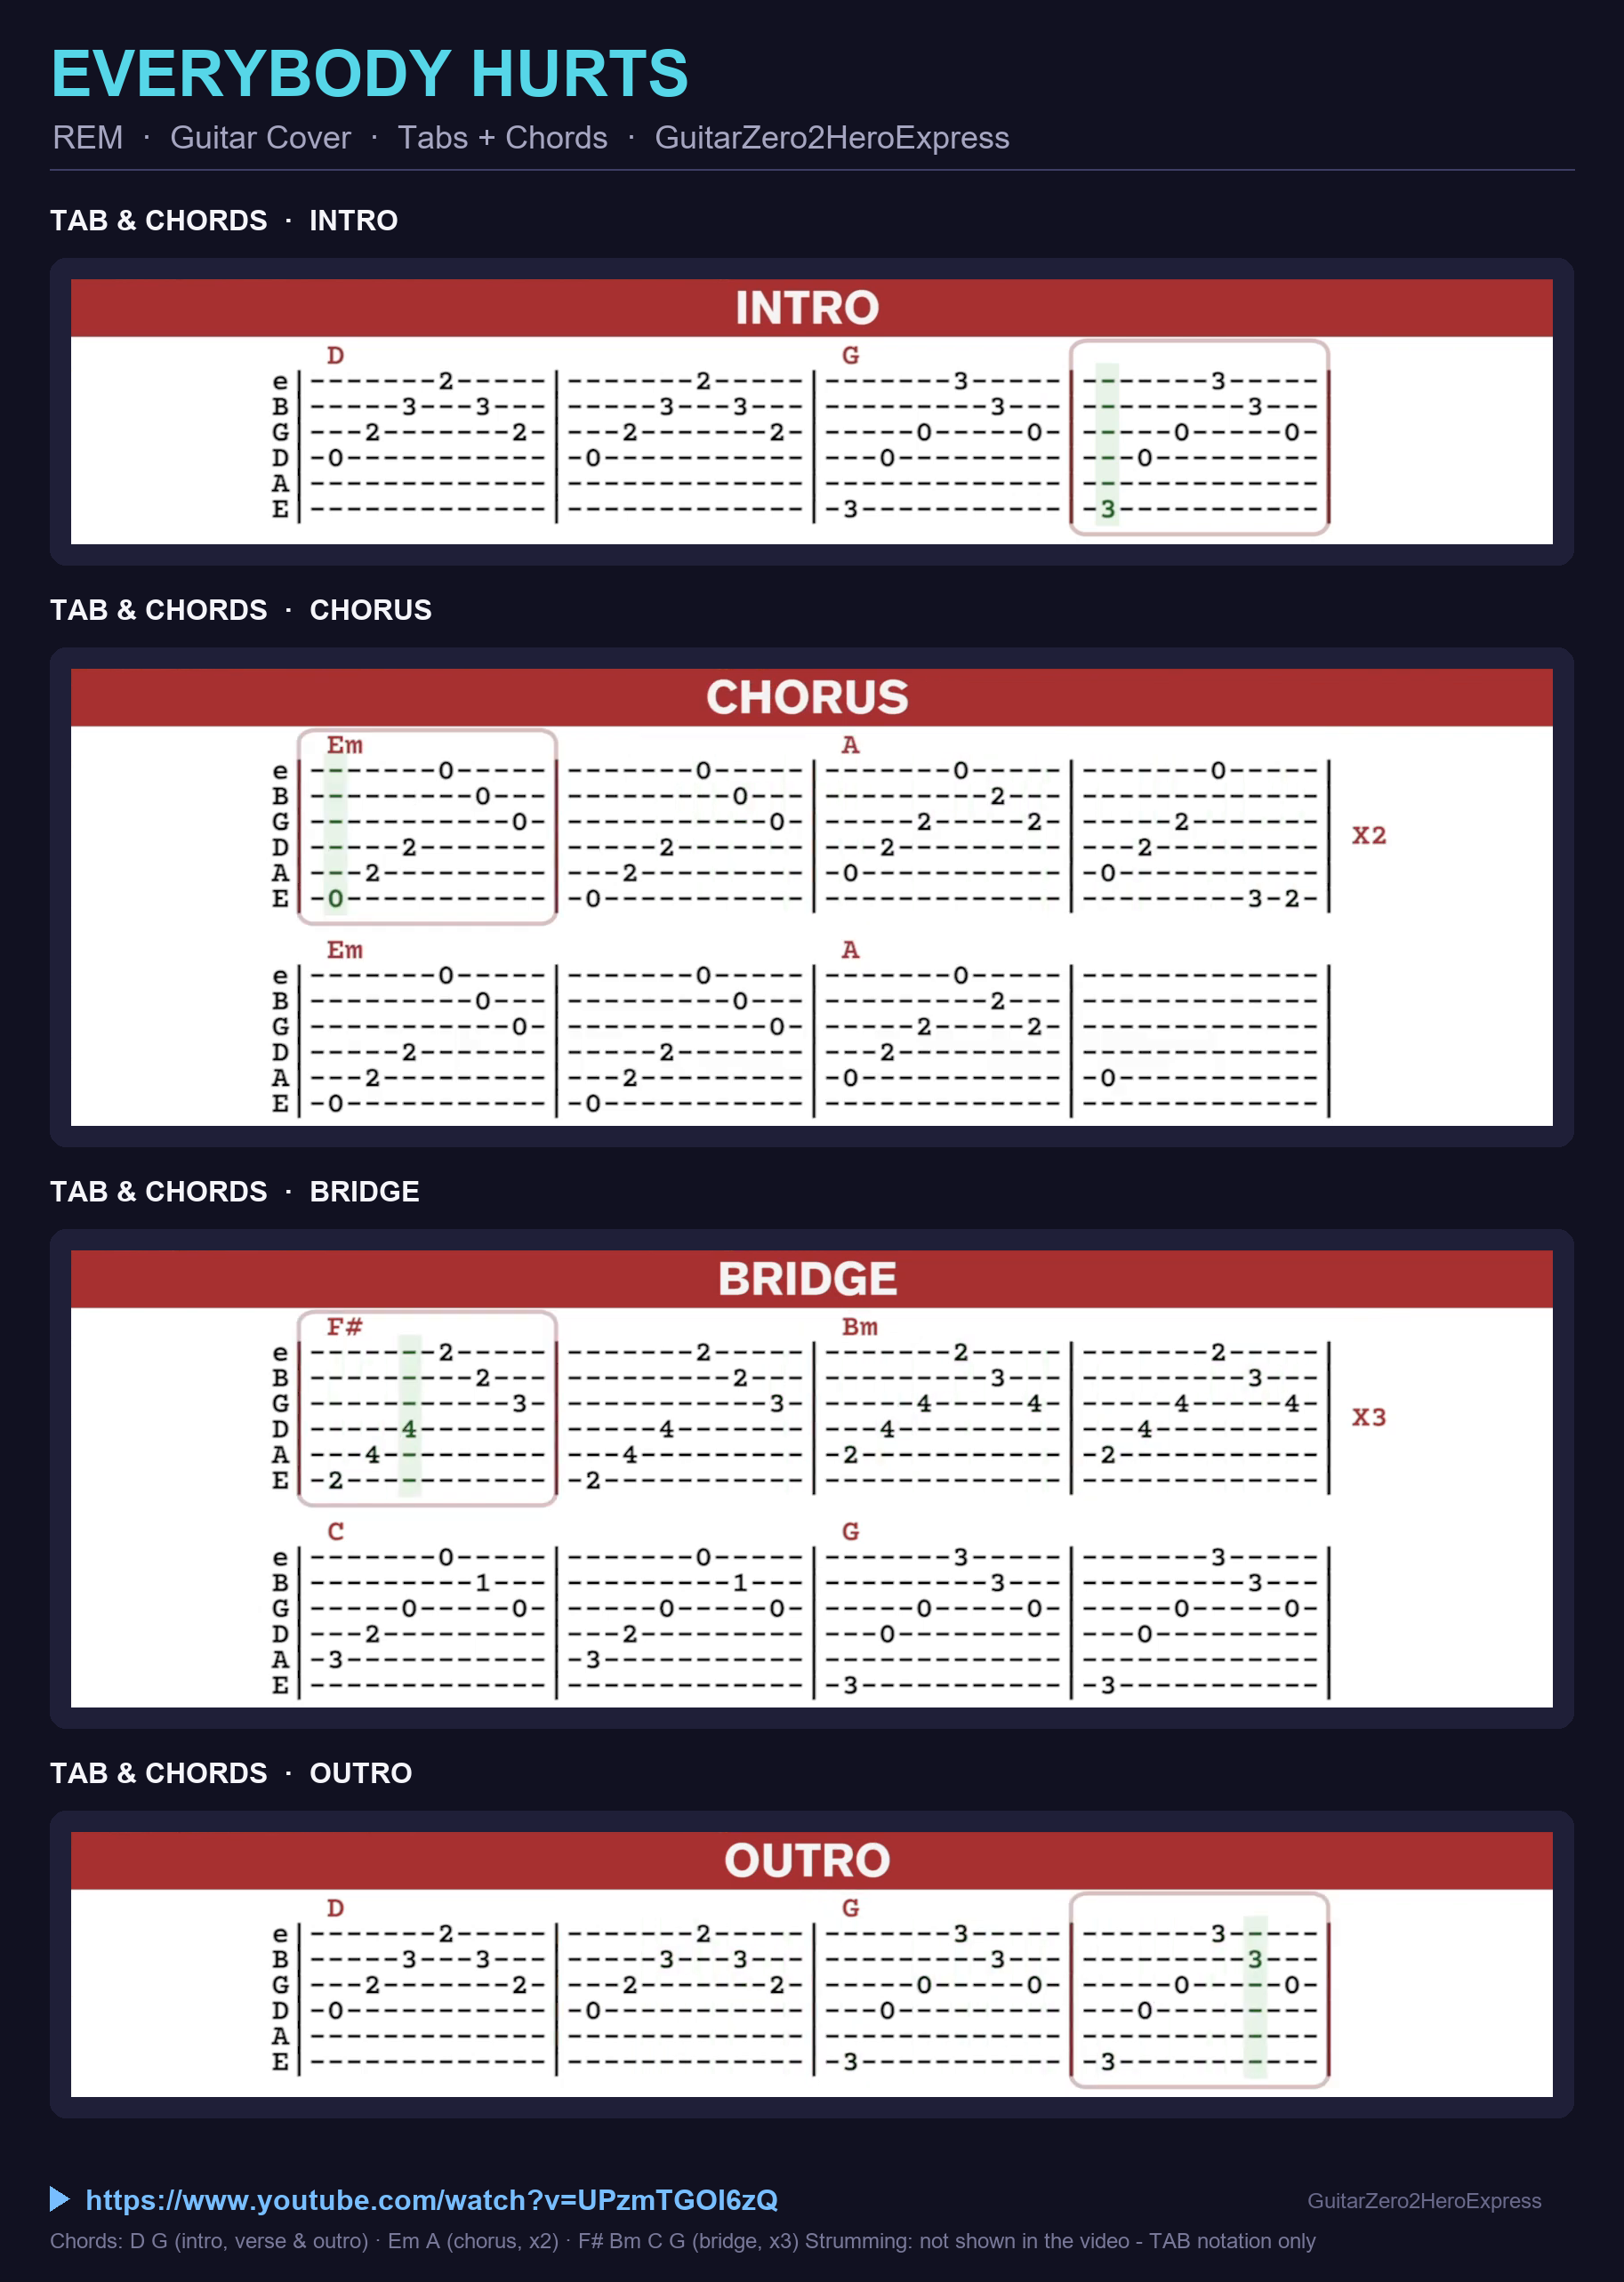 EVERYBODY HURTS
REM · Guitar Cover · Tabs + Chords · GuitarZero2HeroExpress
TAB & CHORDS · INTRO
INTRO
D G
e|-------2-----|-------2-----|-------3-----|-------3-----|
B|-----3---3---|-----3---3---|---------3---|---------3---|
G|---2-------2-|---2-------2-|-----0-----0-|-----0-----0-|
D|-0-----------|-0-----------|---0---------|---0---------|
A|-------------|-------------|-------------|-------------|
E|-------------|-------------|-3-----------|-3-----------|
TAB & CHORDS · CHORUS
CHORUS
Em A
e|-------0-----|-------0-----|-------0-----|-------0-----|
B|---------0---|---------0---|---------2---|-------------|
G|-----------0-|-----------0-|-----2-----2-|-----2-------| X2
D|-----2-------|-----2-------|---2---------|---2---------|
A|---2---------|---2---------|-0-----------|-0-----------|
E|-0-----------|-0-----------|-------------|---------3-2-|
Em A
e|-------0-----|-------0-----|-------0-----|-------------|
B|---------0---|---------0---|---------2---|-------------|
G|-----------0-|-----------0-|-----2-----2-|-------------|
D|-----2-------|-----2-------|---2---------|-------------|
A|---2---------|---2---------|-0-----------|-0-----------|
E|-0-----------|-0-----------|-------------|-------------|
TAB & CHORDS · BRIDGE
BRIDGE
F# Bm
e|-------2-----|-------2-----|-------2-----|-------2-----|
B|---------2---|---------2---|---------3---|---------3---|
G|-----------3-|-----------3-|-----4-----4-|-----4-----4-| X3
D|-----4-------|-----4-------|---4---------|---4---------|
A|---4---------|---4---------|-2-----------|-2-----------|
E|-2-----------|-2-----------|-------------|-------------|
C G
e|-------0-----|-------0-----|-------3-----|-------3-----|
B|---------1---|---------1---|---------3---|---------3---|
G|-----0-----0-|-----0-----0-|-----0-----0-|-----0-----0-|
D|---2---------|---2---------|---0---------|---0---------|
A|-3-----------|-3-----------|-------------|-------------|
E|-------------|-------------|-3-----------|-3-----------|
TAB & CHORDS · OUTRO
OUTRO
D G
e|-------2-----|-------2-----|-------3-----|-------3-----|
B|-----3---3---|-----3---3---|---------3---|---------3---|
G|---2-------2-|---2-------2-|-----0-----0-|-----0-----0-|
D|-0-----------|-0-----------|---0---------|---0---------|
A|-------------|-------------|-------------|-------------|
E|-------------|-------------|-3-----------|-3-----------|
https://www.youtube.com/watch?v=UPzmTGOl6zQ GuitarZero2HeroExpress
Chords: D G (intro, verse & outro) · Em A (chorus, x2) · F# Bm C G (bridge, x3) Strumming: not shown in the video - TAB notation only